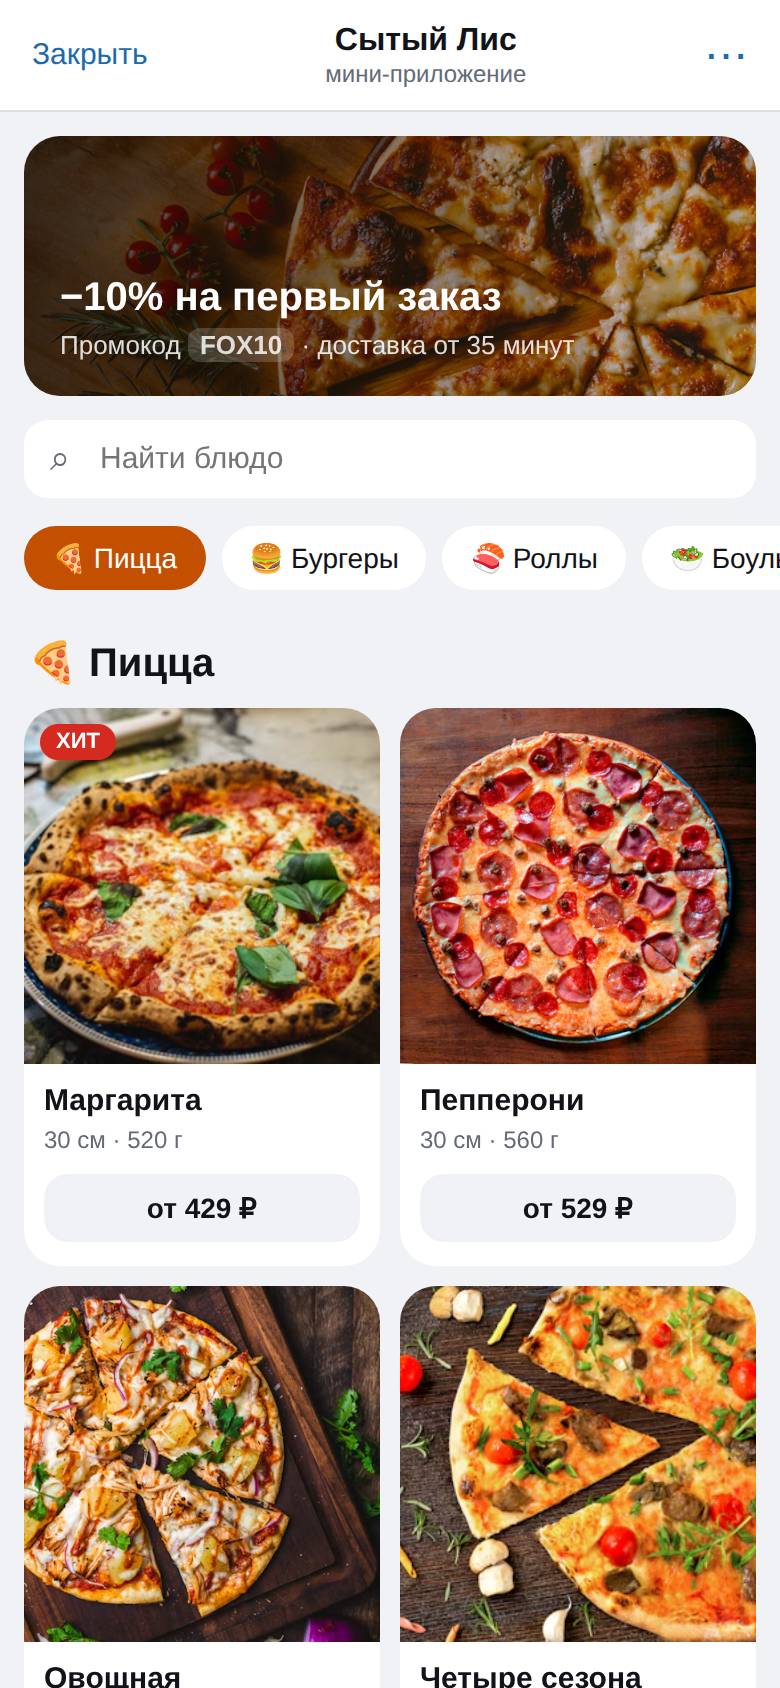 Закрыть
Сытый Лис
мини-приложение
−10% на первый заказ
Промокод FOX10 · доставка от 35 минут
Найти блюдо
Пицца
Бургеры
Роллы
Боулы
Пицца
ХИТ
Маргарита
30 см · 520 г
от 429 ₽
Пепперони
30 см · 560 г
от 529 ₽
Овощная
Четыре сезона